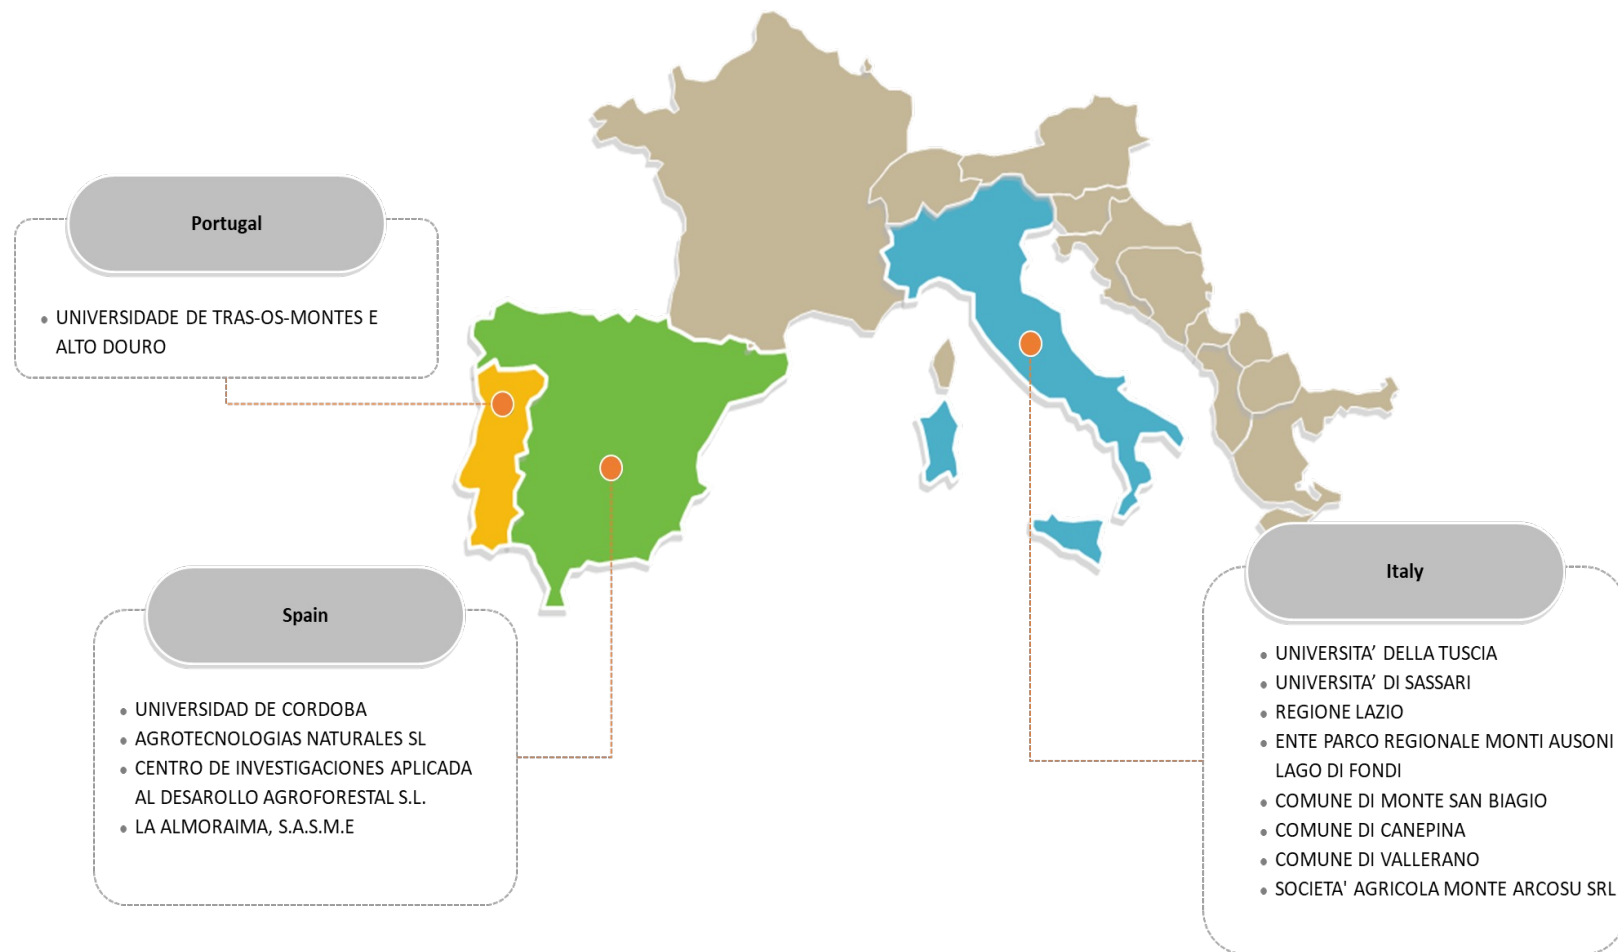 Portugal
UNIVERSIDADE DE TRAS-OS-MONTES E
ALTO DOURO
Spain
UNIVERSIDAD DE CORDOBA
AGROTECNOLOGIAS NATURALES SL
CENTRO DE INVESTIGACIONES APLICADA
AL DESAROLLO AGROFORESTAL S.L.
LA ALMORAIMA, S.A.S.M.E
Italy
UNIVERSITA’ DELLA TUSCIA
UNIVERSITA’ DI SASSARI
REGIONE LAZIO
ENTE PARCO REGIONALE MONTI AUSONI
LAGO DI FONDI
COMUNE DI MONTE SAN BIAGIO
COMUNE DI CANEPINA
COMUNE DI VALLERANO
SOCIETA' AGRICOLA MONTE ARCOSU SRL